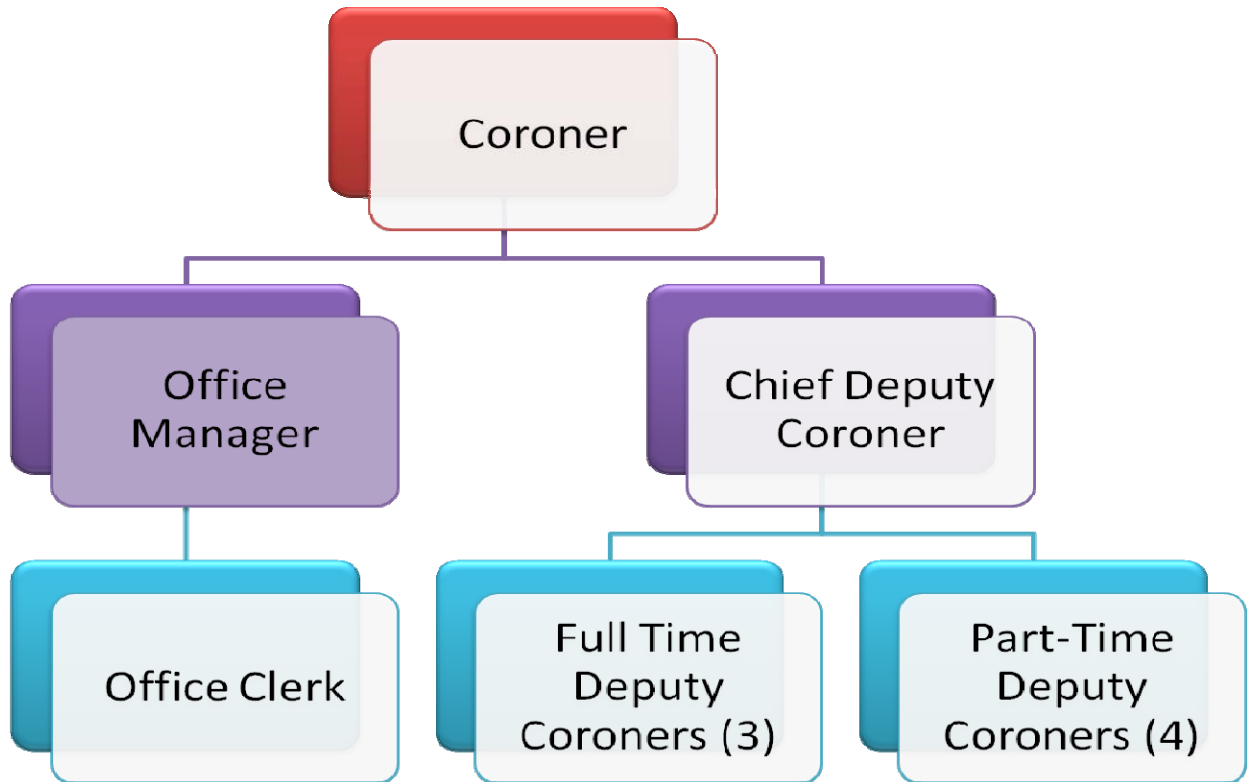 Coroner
Office
Manager
Chief Deputy
Coroner
Office Clerk
Full Time
Deputy
Coroners (3)
Part-Time
Deputy
Coroners (4)